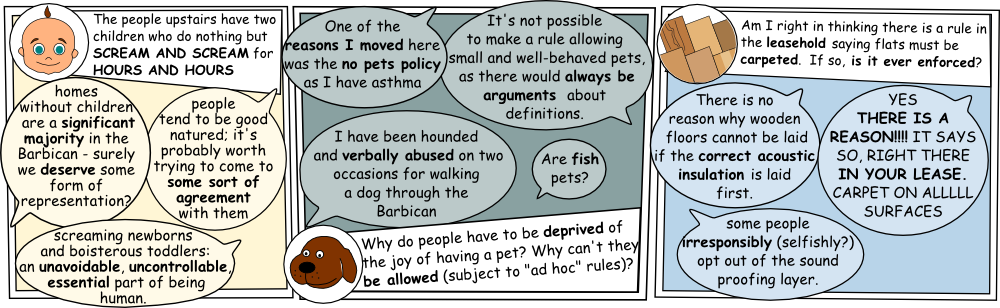 The people upstairs have two
children who do nothing but
SCREAM AND SCREAM for
HOURS AND HOURS
homes
without children
are a significant
majority in the
Barbican - surely
we deserve some
form of
representation?
people
tend to be good
natured; it's
probably worth
trying to come to
some sort of
agreement
with them
screaming newborns
and boisterous toddlers:
an unavoidable, uncontrollable,
essential part of being
human.
One of the
reasons I moved here
was the no pets policy
as I have asthma
It's not possible
to make a rule allowing
small and well-behaved pets,
as there would always be
arguments about
definitions.
I have been hounded
and verbally abused on two
occasions for walking
a dog through the
Barbican
Are fish
pets?
Why do people have to be deprived of
the joy of having a pet? Why can't they
be allowed (subject to "ad hoc" rules)?
Am I right in thinking there is a rule in
the leasehold saying flats must be
carpeted. If so, is it ever enforced?
There is no
reason why wooden
floors cannot be laid
if the correct acoustic
insulation is laid
first.
YES
THERE IS A
REASON!!!! IT SAYS
SO, RIGHT THERE
IN YOUR LEASE.
CARPET ON ALLLLL
SURFACES
some people
irresponsibly (selfishly?)
opt out of the sound
proofing layer.